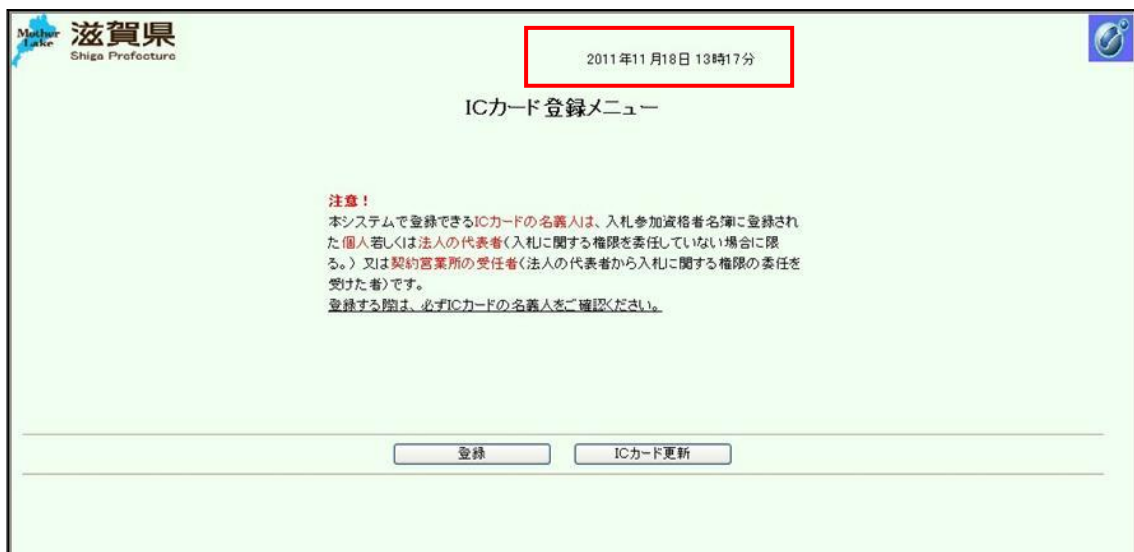 Mother Lake
滋賀県
Shiga Prefecture
2011年11月18日 13時17分
ICカード登録メニュー
注意！
本システムで登録できるICカードの名義人は、入札参加資格者名簿に登録され
た個人若しくは法人の代表者(入札に関する権限を委任していない場合に限
る。）又は契約営業所の受任者(法人の代表者から入札に関する権限の委任を
受けた者)です。
登録する際は、必ずICカードの名義人をご確認ください。
登録
ICカード更新